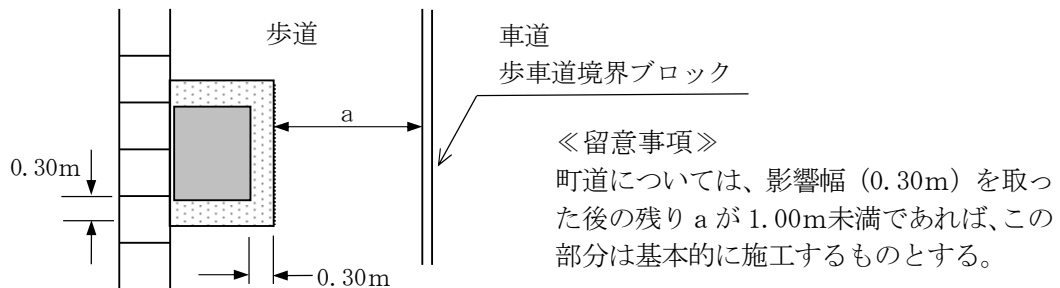 歩道
車道
歩車道境界ブロック
a
≪留意事項≫
町道については、影響幅（0.30m）を取っ
た後の残り a が 1.00m未満であれば、この
部分は基本的に施工するものとする。
0.30m
0.30m